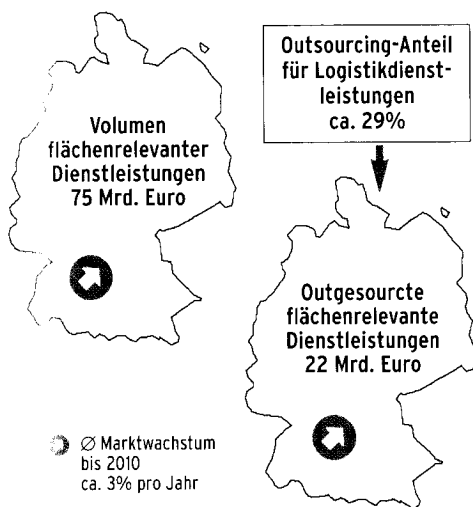 Volumen
flächenrelevanter
Dienstleistungen
75 Mrd. Euro
Outsourcing-Anteil
für Logistikdienst-
leistungen
ca. 29%
Outgesourcte
flächenrelevante
Dienstleistungen
22 Mrd. Euro
Ø Marktwachstum
bis 2010
ca. 3% pro Jahr